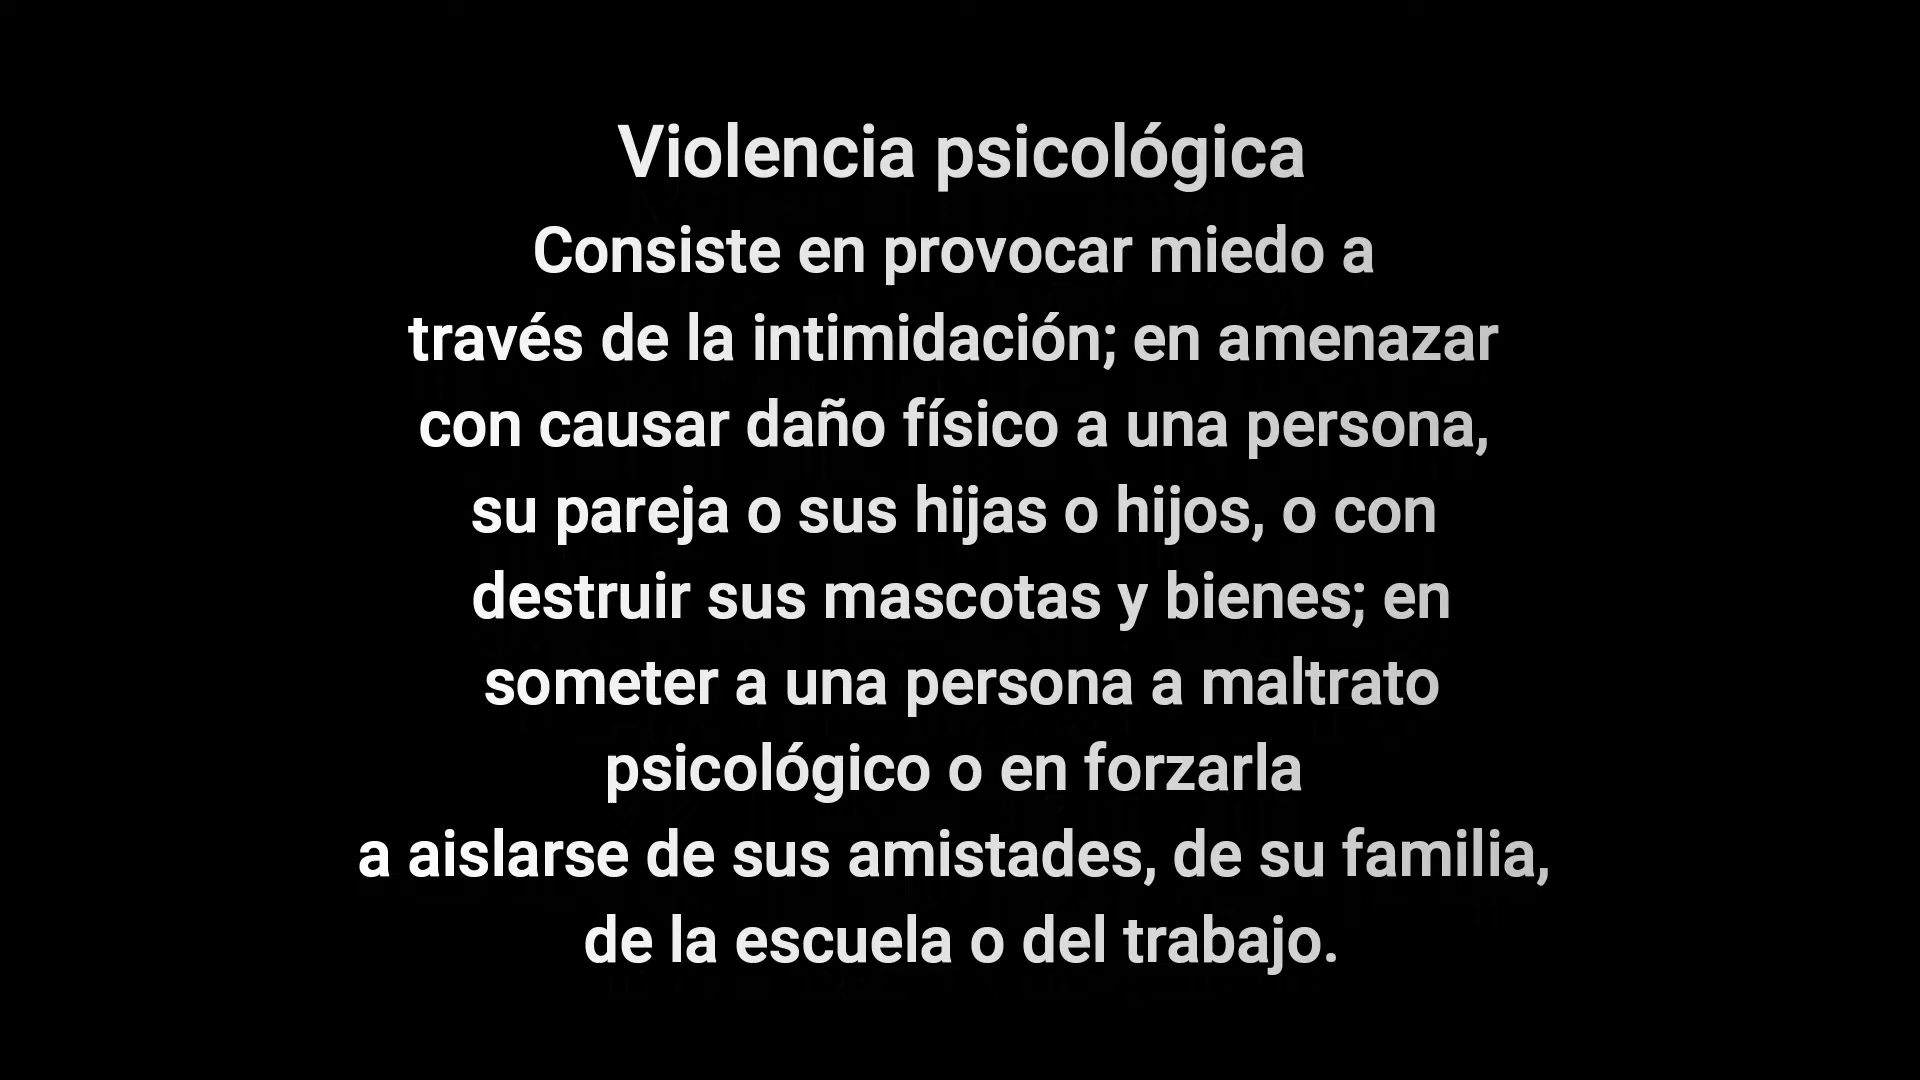 Violencia psicológica
Consiste en provocar miedo a
través de la intimidación; en amenazar
con causar daño físico a una persona,
su pareja o sus hijas o hijos, o con
destruir sus mascotas y bienes; en
someter a una persona a maltrato
psicológico o en forzarla
a aislarse de sus amistades, de su familia,
de la escuela o del trabajo.